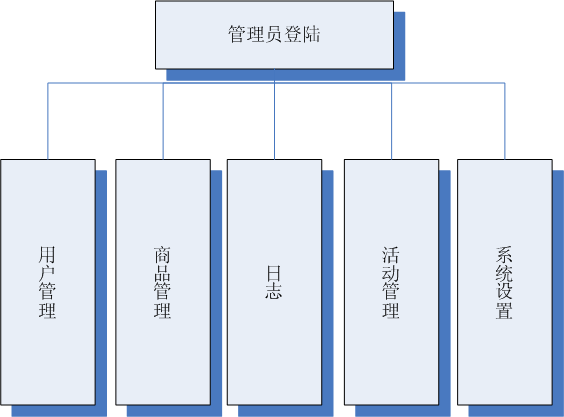 管理员登陆
用户管理
商品管理
日志
活动管理
系统设置